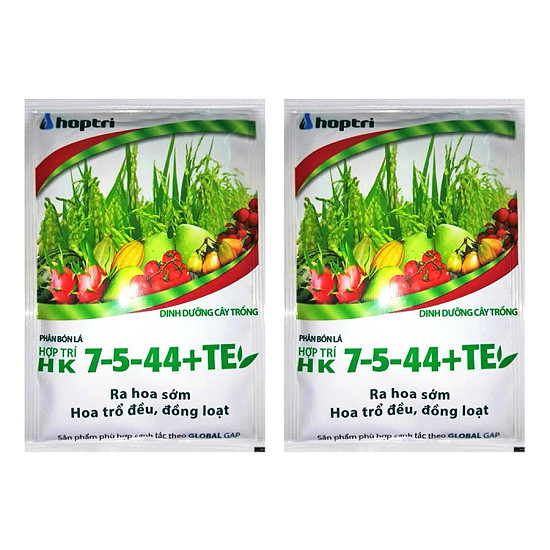 hoptri
DINH DƯỠNG CÂY TRỒNG
PHÂN BÓN LÁ
HỢP TRÍ
HK 7-5-44+TE
Ra hoa sớm
Hoa trổ đều, đồng loạt
Sản phẩm phù hợp canh tác theo GLOBAL GAP
hoptri
DINH DƯỠNG CÂY TRỒNG
PHÂN BÓN LÁ
HỢP TRÍ
HK 7-5-44+TE
Ra hoa sớm
Hoa trổ đều, đồng loạt
Sản phẩm phù hợp canh tác theo GLOBAL GAP